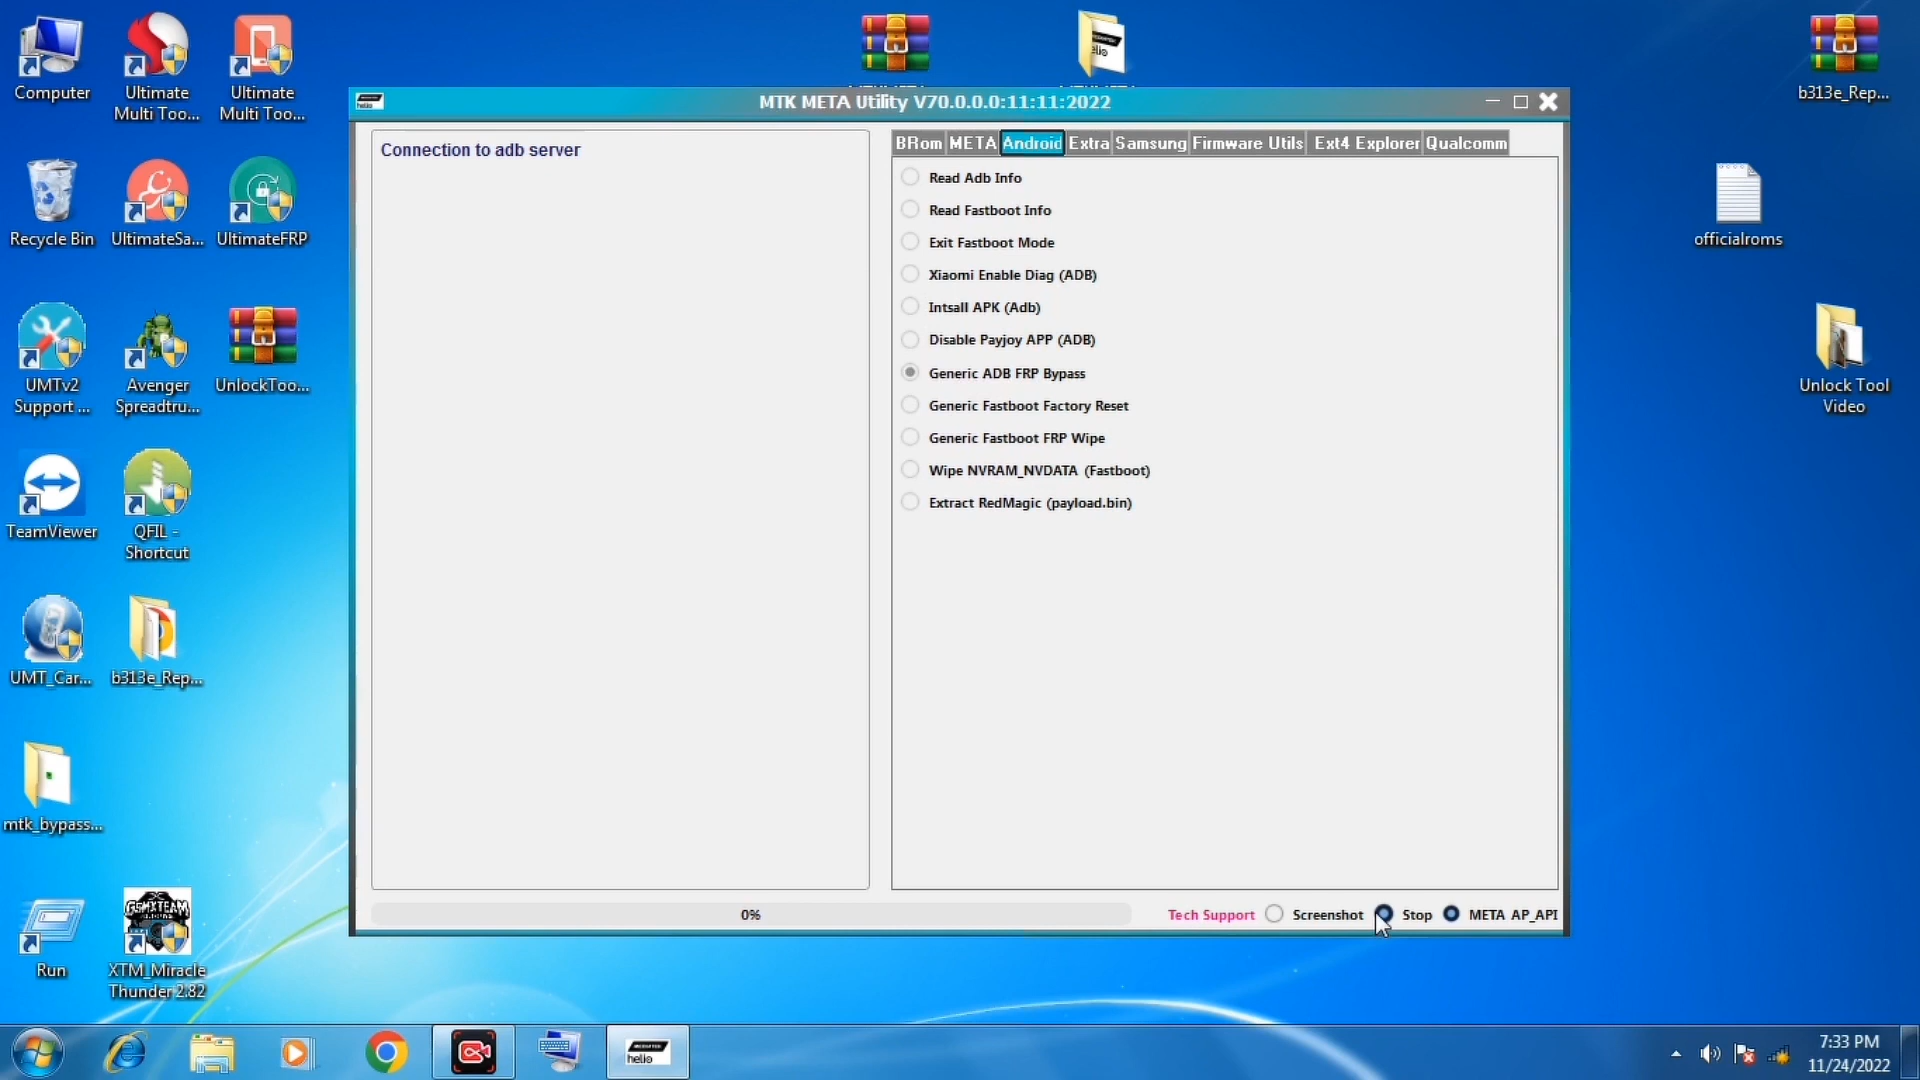 Computer
Ultimate
Multi Too...
Ultimate
Multi Too...
b313e_Rep...
MTK META Utility V70.0.0.0:11:11:2022
Connection to adb server
BRom META Android Extra Samsung Firmware Utils Ext4 Explorer Qualcomm
Read Adb Info
Read Fastboot Info
Exit Fastboot Mode
Xiaomi Enable Diag (ADB)
Intsall APK (Adb)
Disable Payjoy APP (ADB)
Generic ADB FRP Bypass
Generic Fastboot Factory Reset
Generic Fastboot FRP Wipe
Wipe NVRAM_NVDATA (Fastboot)
Extract RedMagic (payload.bin)
0%
Tech Support
Screenshot
Stop
META AP_API
Recycle Bin
UltimateSa...
UltimateFRP
officialroms
UMTv2
Support ...
Avenger
Spreadtru...
UnlockToo...
Unlock Tool
Video
TeamViewer
QFIL -
Shortcut
UMT_Car...
b313e_Rep...
mtk_bypass...
Run
GSMXTEAM
XTM_Miracle
Thunder 2.82
helio
7:33 PM
11/24/2022